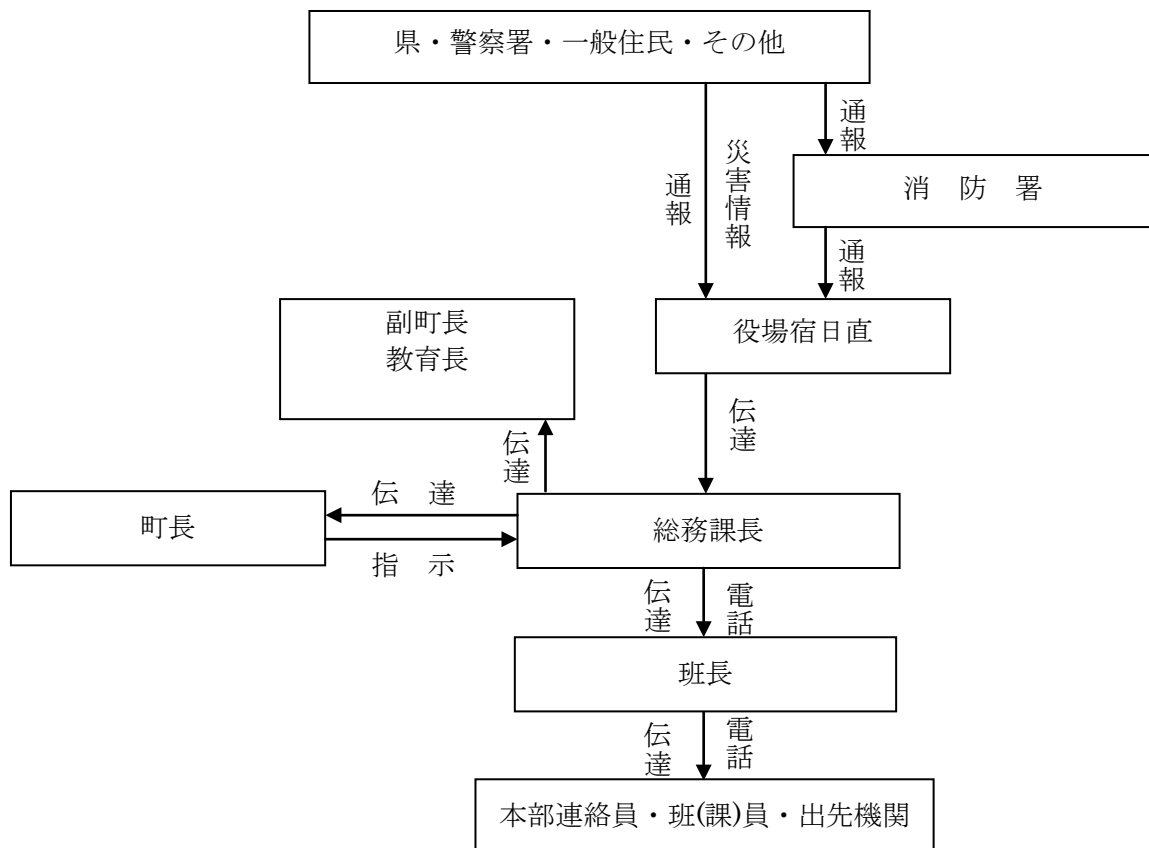 県・警察署・一般住民・その他
通報
災害情報
通報
消 防 署
通報
副町長
教育長
役場宿日直
伝達
伝達
伝 達
町長
総務課長
指 示
伝達
電話
班長
伝達
電話
本部連絡員・班(課)員・出先機関